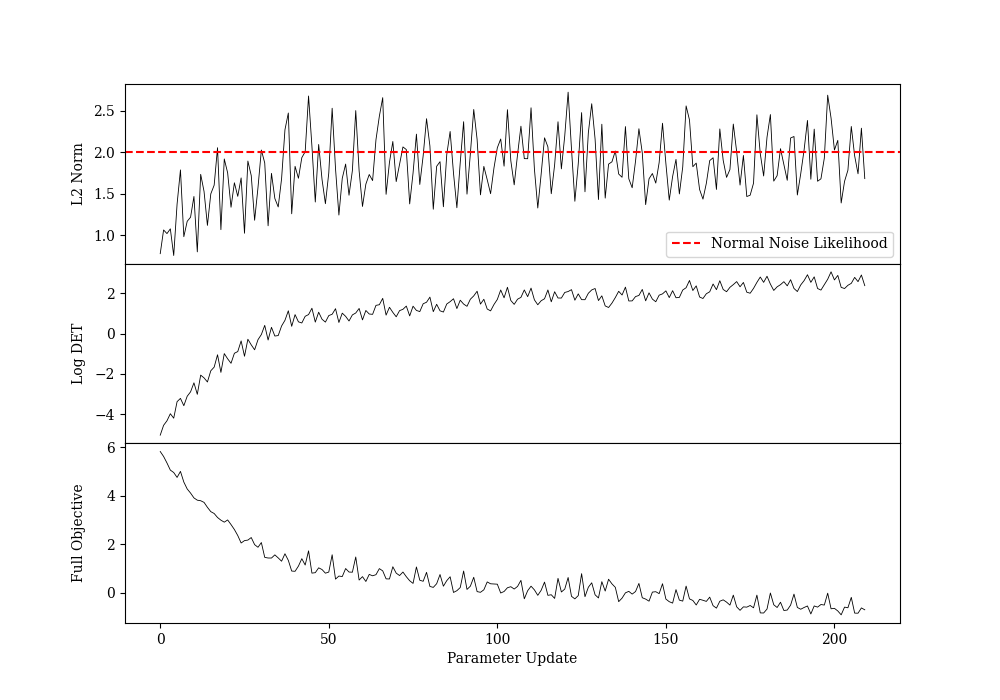 2.5
2.0
1.5
1.0
L2 Norm
Normal Noise Likelihood
2
0
−2
−4
Log DET
6
4
2
0
Full Objective
0 50 100 150 200
Parameter Update